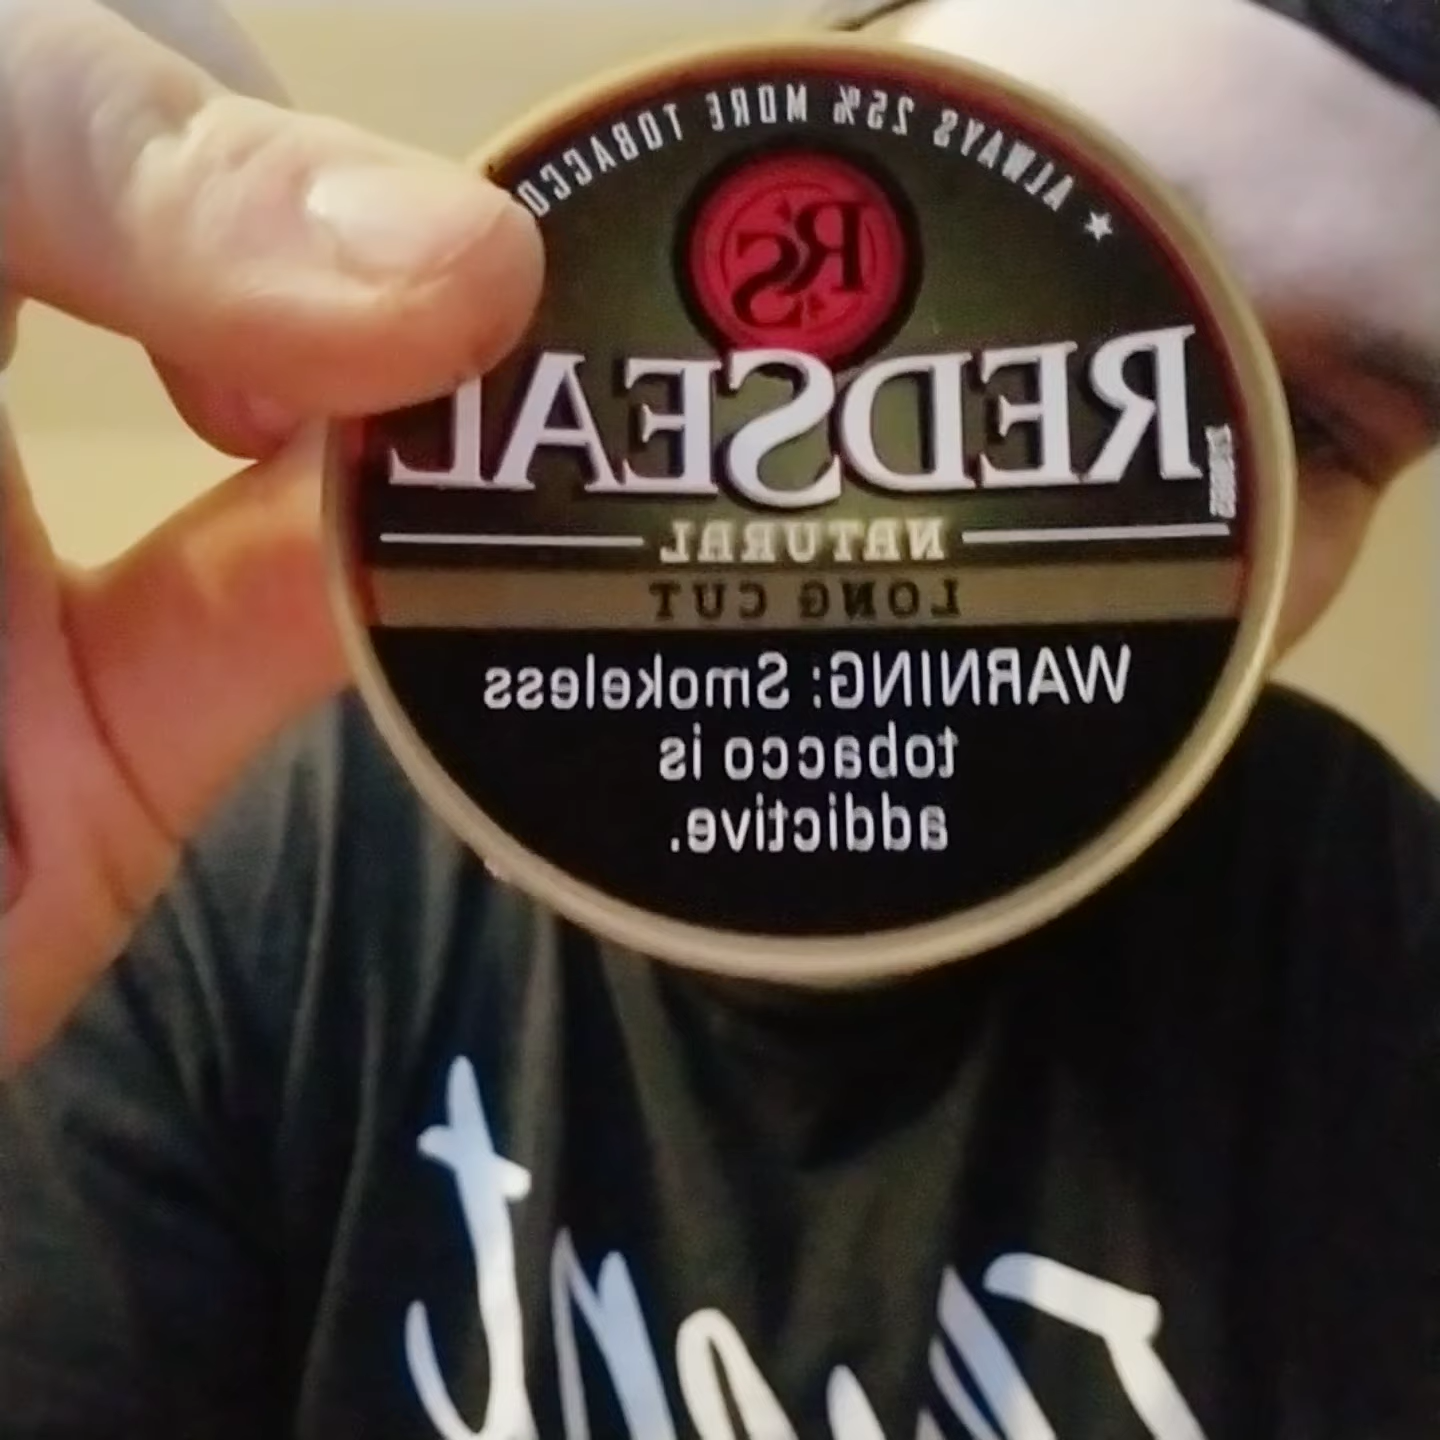 ★ ALWAYS 25% MORE TOBACCO
RS
REDSEAL
NATURAL
LONG CUT
WARNING: Smokeless
tobacco is
addictive.